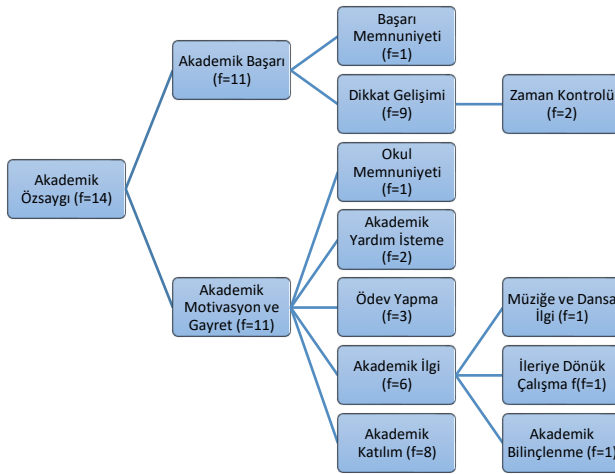 Akademik
Özsaygı (f=14)
Akademik Başarı
(f=11)
Başarı
Memnuniyeti
(f=1)
Dikkat Gelişimi
(f=9)
Zaman Kontrolü
(f=2)
Akademik
Motivasyon ve
Gayret (f=11)
Okul
Memnuniyeti
(f=1)
Akademik
Yardım İsteme
(f=2)
Ödev Yapma
(f=3)
Akademik İlgi
(f=6)
Müziğe ve Dansa
İlgi (f=1)
İleriye Dönük
Çalışma f(f=1)
Akademik
Bilinçlenme (f=1)
Akademik
Katılım (f=8)